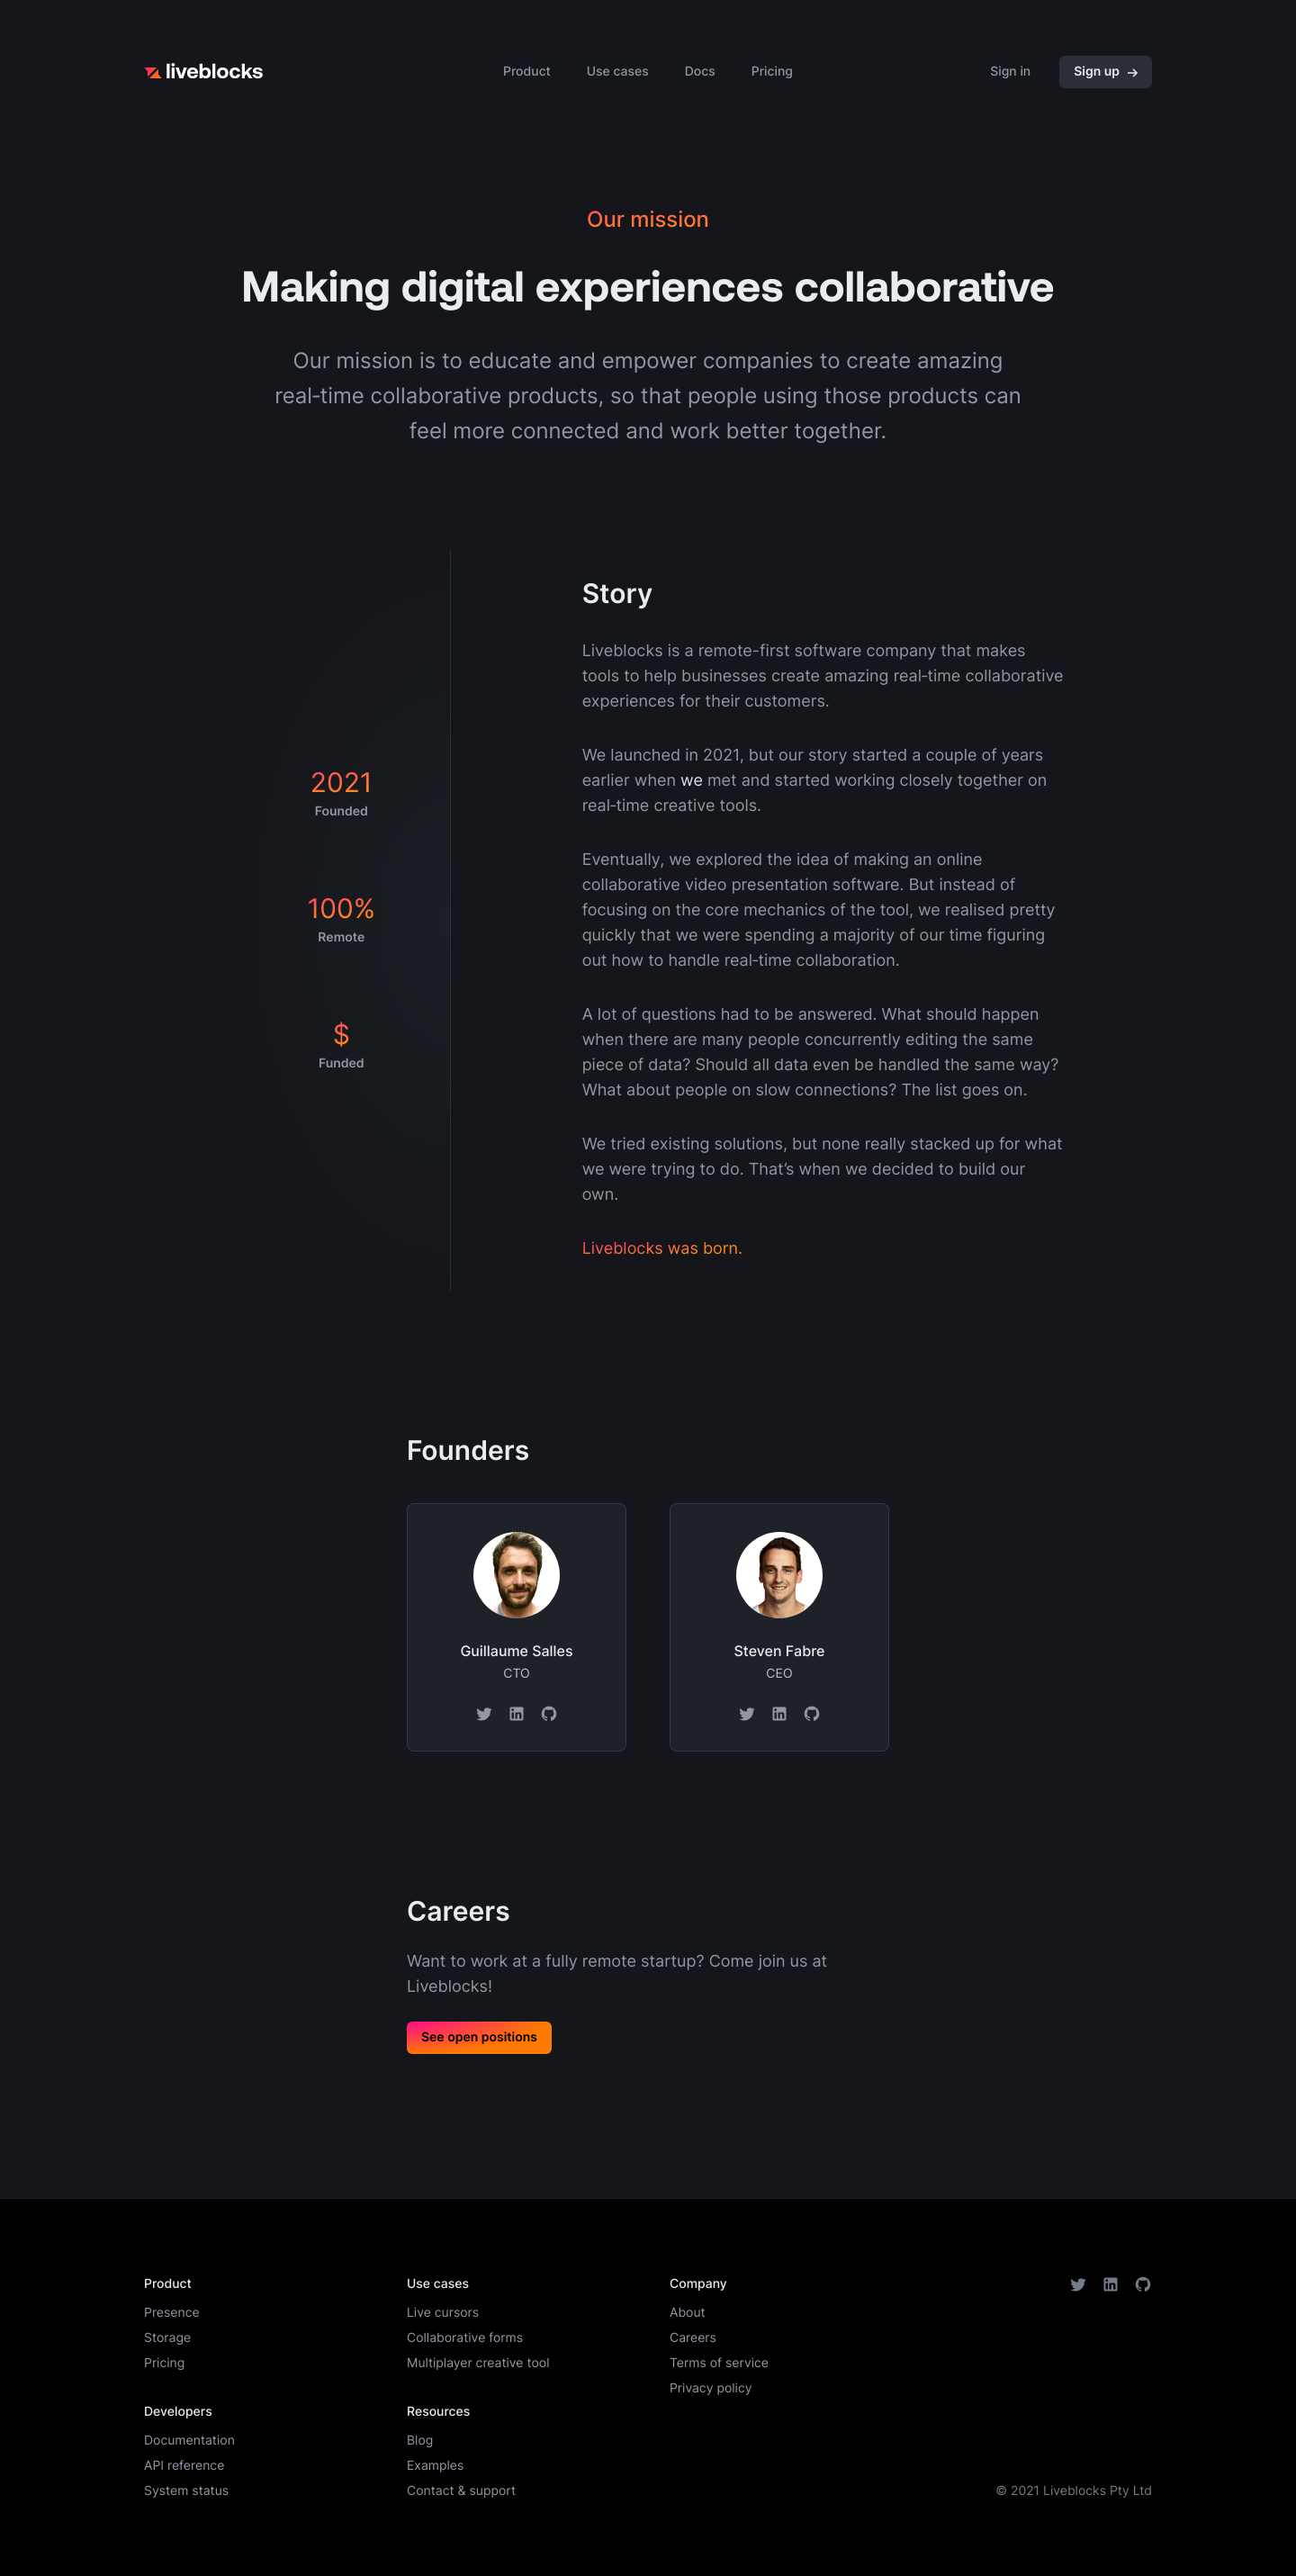 liveblocks
Product
Use cases
Docs
Pricing
Sign in
Sign up →
Our mission
Making digital experiences collaborative
Our mission is to educate and empower companies to create amazing
real-time collaborative products, so that people using those products can
feel more connected and work better together.
2021
Founded
100%
Remote
$
Funded
Story
Liveblocks is a remote-first software company that makes
tools to help businesses create amazing real-time collaborative
experiences for their customers.
We launched in 2021, but our story started a couple of years
earlier when we met and started working closely together on
real-time creative tools.
Eventually, we explored the idea of making an online
collaborative video presentation software. But instead of
focusing on the core mechanics of the tool, we realised pretty
quickly that we were spending a majority of our time figuring
out how to handle real-time collaboration.
A lot of questions had to be answered. What should happen
when there are many people concurrently editing the same
piece of data? Should all data even be handled the same way?
What about people on slow connections? The list goes on.
We tried existing solutions, but none really stacked up for what
we were trying to do. That’s when we decided to build our
own.
Liveblocks was born.
Founders
Guillaume Salles
CTO
Steven Fabre
CEO
Careers
Want to work at a fully remote startup? Come join us at
Liveblocks!
See open positions
Product
Presence
Storage
Pricing
Use cases
Live cursors
Collaborative forms
Multiplayer creative tool
Company
About
Careers
Terms of service
Privacy policy
Developers
Documentation
API reference
System status
Resources
Blog
Examples
Contact & support
© 2021 Liveblocks Pty Ltd